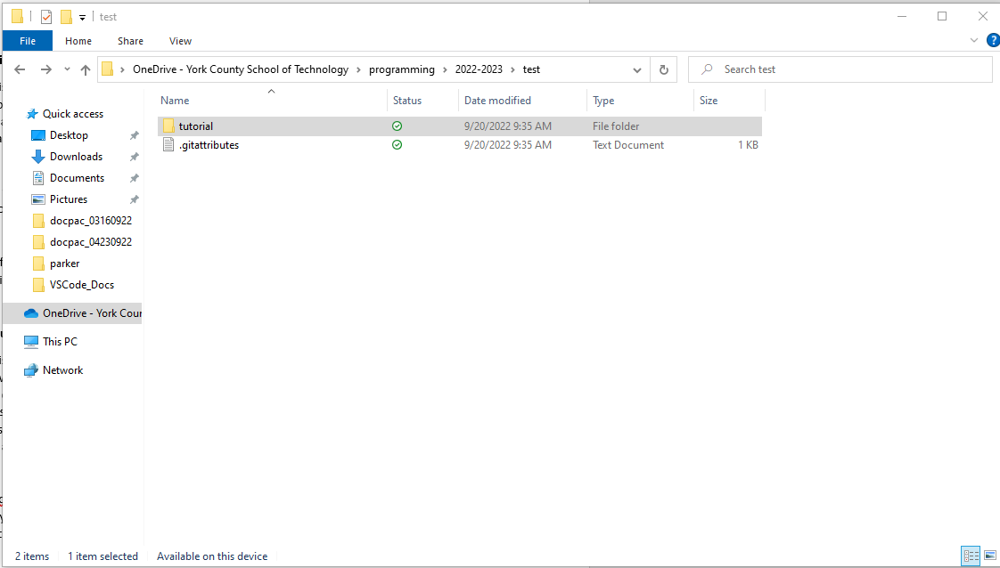 test
File Home Share View
OneDrive - York County School of Technology > programming > 2022-2023 > test
Search test
Name Status Date modified Type Size
tutorial 9/20/2022 9:35 AM File folder
.gitattributes 9/20/2022 9:35 AM Text Document 1 KB
Quick access
Desktop
Downloads
Documents
Pictures
docpac_03160922
docpac_04230922
parker
VSCode_Docs
OneDrive - York Cour
This PC
Network
2 items 1 item selected Available on this device